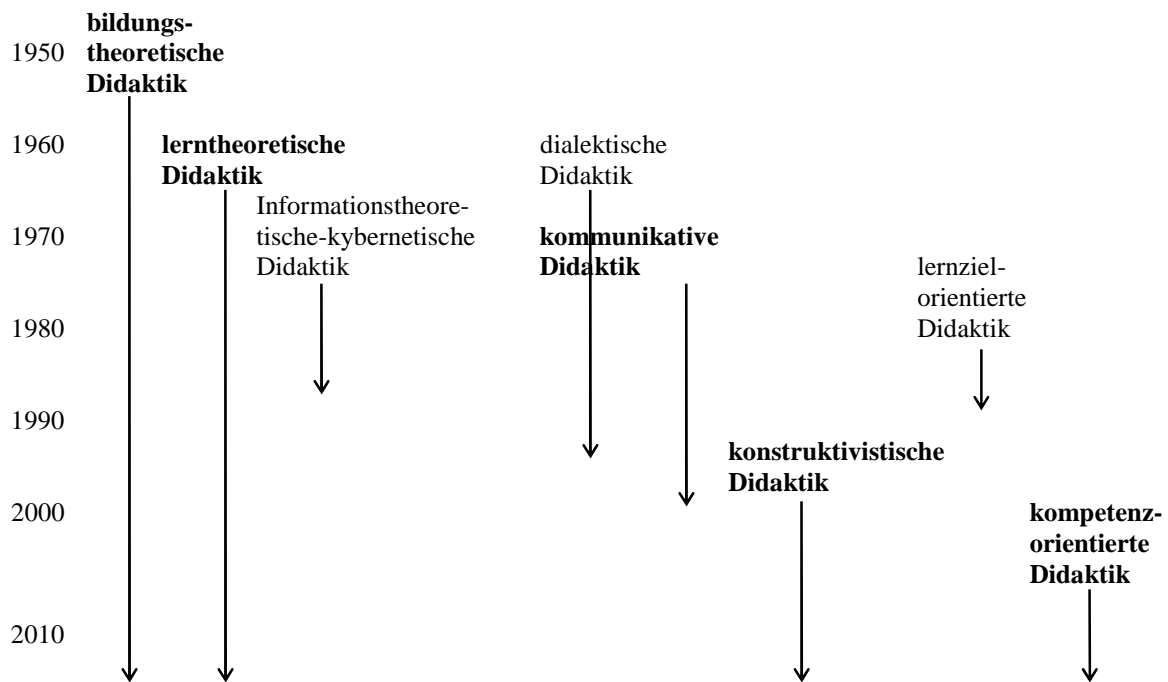 bildungs-
1950 theoretische
Didaktik
1960 lerntheoretische dialektische
Didaktik Didaktik
Informationstheore-
1970 tische-kybernetische kommunikative
Didaktik Didaktik lernziel-
orientierte
1980 Didaktik
1990
konstruktivistische
Didaktik
2000 kompetenz-
orientierte
Didaktik
2010